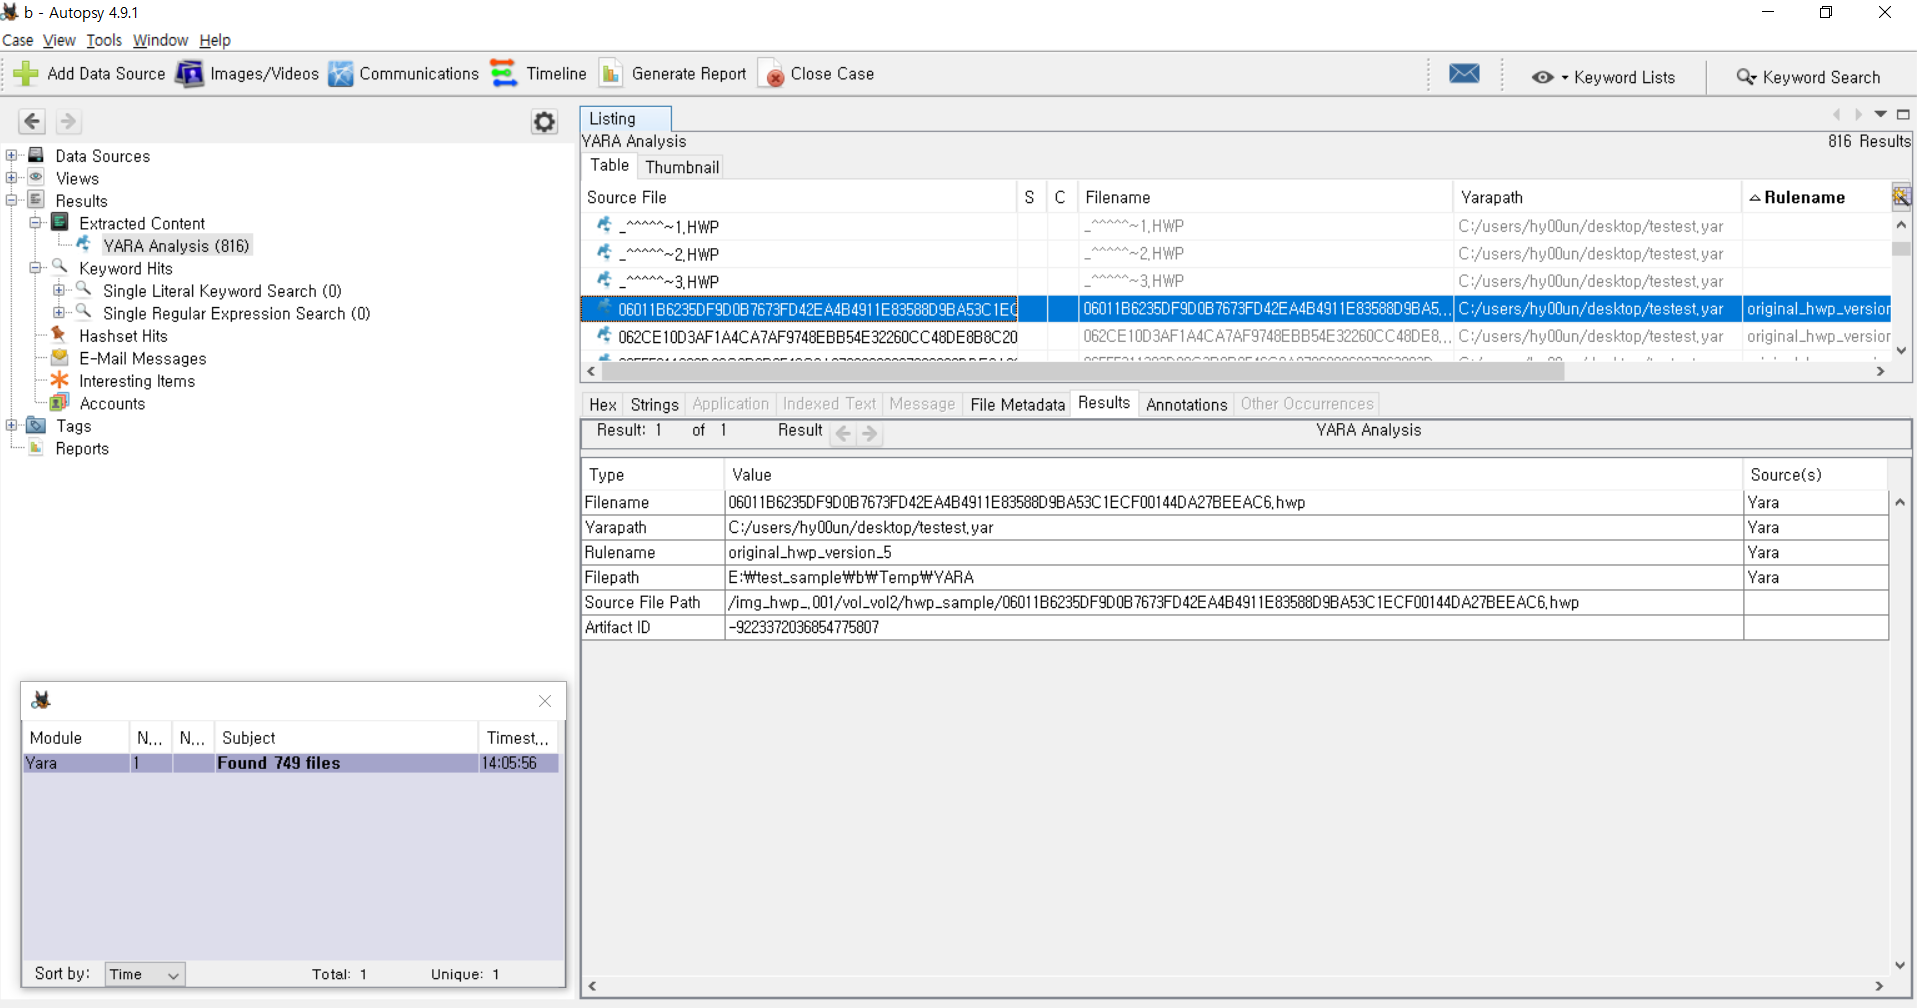 b - Autopsy 4.9.1
Case View Tools Window Help
Add Data Source Images/Videos Communications Timeline Generate Report Close Case Keyword Lists Keyword Search
Data Sources
Views
Results
Extracted Content
YARA Analysis (816)
Keyword Hits
Single Literal Keyword Search (0)
Single Regular Expression Search (0)
Hashset Hits
E-Mail Messages
Interesting Items
Accounts
Tags
Reports
Listing
YARA Analysis 816 Results
Table Thumbnail
Source File S C Filename Yarapath Rulename
_^^^^^~1.HWP _^^^^^~1.HWP C:/users/hy00un/desktop/testest.yar
_^^^^^~2.HWP _^^^^^~2.HWP C:/users/hy00un/desktop/testest.yar
_^^^^^~3.HWP _^^^^^~3.HWP C:/users/hy00un/desktop/testest.yar
06011B6235DF9D0B7673FD42EA4B4911E83588D9BA53C1EC 06011B6235DF9D0B7673FD42EA4B4911E83588D9BA5... C:/users/hy00un/desktop/testest.yar original_hwp_version
062CE10D3AF1A4CA7AF9748EBB54E32260CC48DE8B8C20 062CE10D3AF1A4CA7AF9748EBB54E32260CC48DE8... C:/users/hy00un/desktop/testest.yar original_hwp_version
Hex Strings Application Indexed Text Message File Metadata Results Annotations Other Occurrences
Result: 1 of 1 Result YARA Analysis
Type Value Source(s)
Filename 06011B6235DF9D0B7673FD42EA4B4911E83588D9BA53C1ECF00144DA27BEEAC6.hwp Yara
Yarapath C:/users/hy00un/desktop/testest.yar Yara
Rulename original_hwp_version_5 Yara
Filepath E:₩test_sample₩b₩Temp₩YARA Yara
Source File Path /img_hwp_.001/vol_vol2/hwp_sample/06011B6235DF9D0B7673FD42EA4B4911E83588D9BA53C1ECF00144DA27BEEAC6.hwp
Artifact ID -9223372036854775807
Module N... N... Subject Timest...
Yara 1 Found 749 files 14:05:56
Sort by: Time Total: 1 Unique: 1